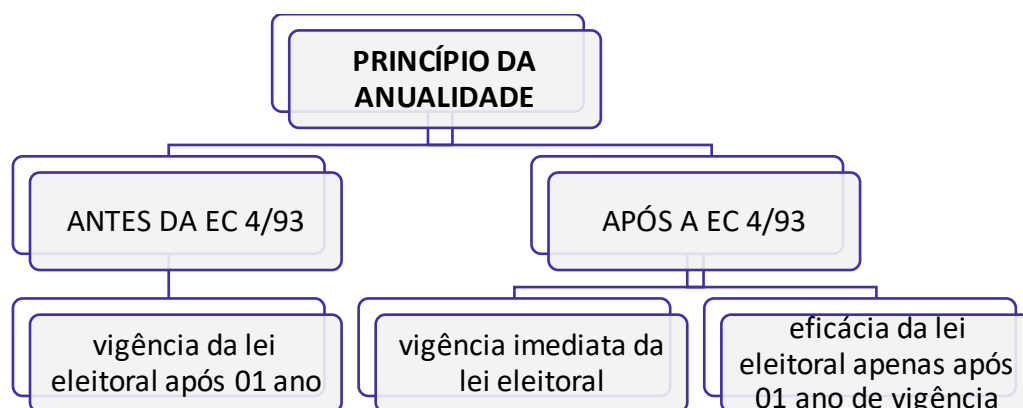 PRINCÍPIO DA
ANUALIDADE
ANTES DA EC 4/93
APÓS A EC 4/93
vigência da lei
eleitoral após 01 ano
vigência imediata da
lei eleitoral
eficácia da lei
eleitoral apenas após
01 ano de vigência